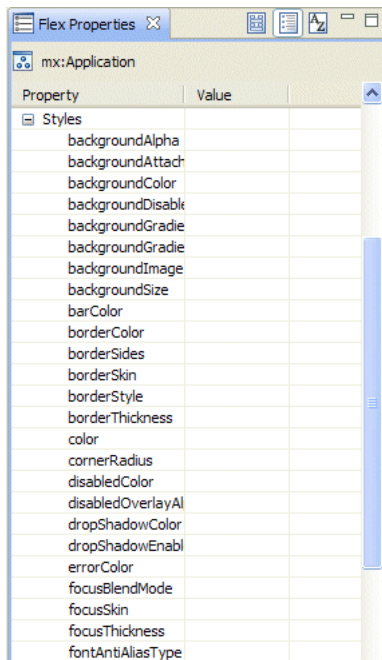 Flex Properties
mx:Application
Property Value
Styles
backgroundAlpha
backgroundAttach
backgroundColor
backgroundDisable
backgroundGradie
backgroundGradie
backgroundImage
backgroundSize
barColor
borderColor
borderSides
borderSkin
borderStyle
borderThickness
color
cornerRadius
disabledColor
disabledOverlayAl
dropShadowColor
dropShadowEnabl
errorColor
focusBlendMode
focusSkin
focusThickness
fontAntiAliasType